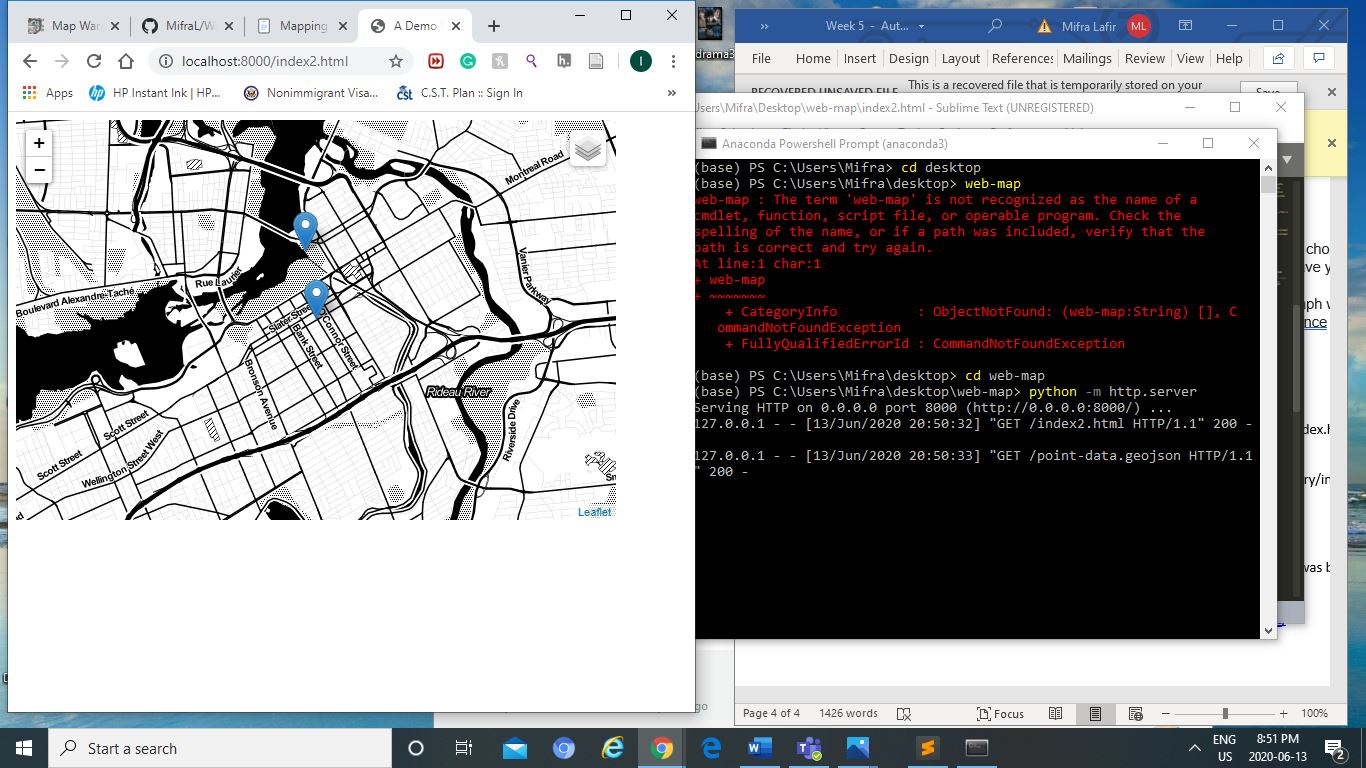 Map War
MifraL/W
Mapping
A Demo
localhost:8000/index2.html
I
Apps
HP Instant Ink | HP...
Nonimmigrant Visa...
C.S.T. Plan :: Sign In
»
+
−
Montreal Road
Vanier Parkway
Rue Laurier
Boulevard Alexandre-Taché
Slater Street
O'Connor Street
Bank Street
Bronson Avenue
Rideau River
Riverside Drive
Scott Street
Scott Street
Wellington Street West
Leaflet
drama3
»
Week 5 - Aut...
Mifra Lafir
ML
File
Home
Insert
Design
Layout
References
Mailings
Review
View
Help
RECOVERED UNSAVED FILE
This is a recovered file that is temporarily stored on your
Save
sers\Mifra\Desktop\web-map\index2.html - Sublime Text (UNREGISTERED)
Anaconda Powershell Prompt (anaconda3)
(base) PS C:\Users\Mifra> cd desktop
(base) PS C:\Users\Mifra\desktop> web-map
web-map : The term 'web-map' is not recognized as the name of a
cmdlet, function, script file, or operable program. Check the
spelling of the name, or if a path was included, verify that the
path is correct and try again.
At line:1 char:1
+ web-map
+ ~~~~~~~
+ CategoryInfo : ObjectNotFound: (web-map:String) [], C
ommandNotFoundException
+ FullyQualifiedErrorId : CommandNotFoundException
(base) PS C:\Users\Mifra\desktop> cd web-map
(base) PS C:\Users\Mifra\desktop\web-map> python -m http.server
Serving HTTP on 0.0.0.0 port 8000 (http://0.0.0.0:8000/) ...
127.0.0.1 - - [13/Jun/2020 20:50:32] "GET /index2.html HTTP/1.1" 200 -
127.0.0.1 - - [13/Jun/2020 20:50:33] "GET /point-data.geojson HTTP/1.1
" 200 -
cho
ve y
aph w
ence
dex.h
ry/in
was b
go
Page 4 of 4
1426 words
Focus
100%
Start a search
ENG
US
8:51 PM
2020-06-13
2